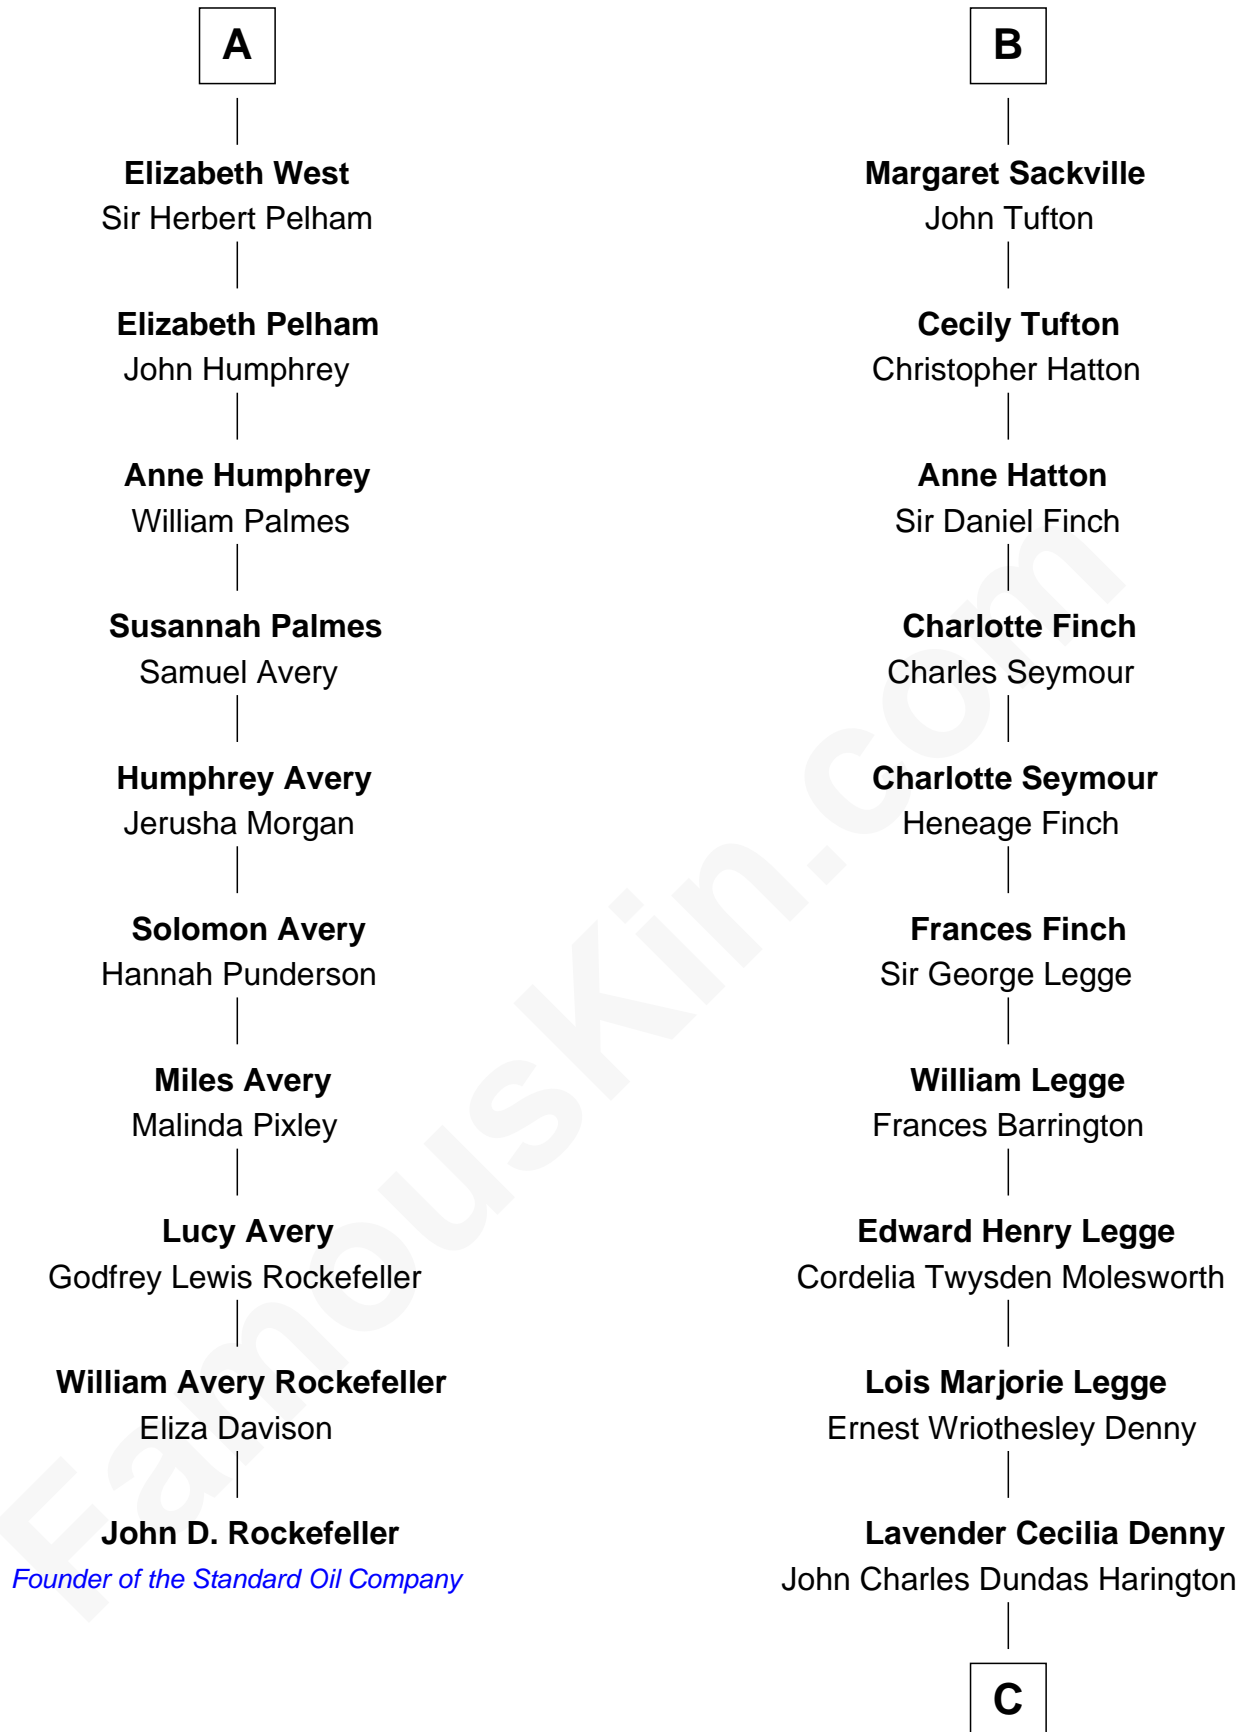 A
Elizabeth West
Sir Herbert Pelham
Elizabeth Pelham
John Humphrey
Anne Humphrey
William Palmes
Susannah Palmes
Samuel Avery
Humphrey Avery
Jerusha Morgan
Solomon Avery
Hannah Punderson
Miles Avery
Malinda Pixley
Lucy Avery
Godfrey Lewis Rockefeller
William Avery Rockefeller
Eliza Davison
John D. Rockefeller
Founder of the Standard Oil Company
B
Margaret Sackville
John Tufton
Cecily Tufton
Christopher Hatton
Anne Hatton
Sir Daniel Finch
Charlotte Finch
Charles Seymour
Charlotte Seymour
Heneage Finch
Frances Finch
Sir George Legge
William Legge
Frances Barrington
Edward Henry Legge
Cordelia Twysden Molesworth
Lois Marjorie Legge
Ernest Wriothesley Denny
Lavender Cecilia Denny
John Charles Dundas Harington
C
FamousKin.com